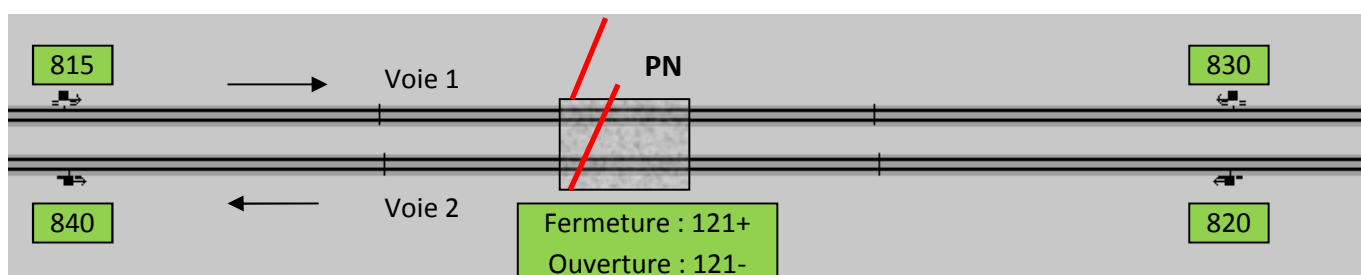 815
Voie 1
PN
830
840
Voie 2
820
Fermeture : 121+
Ouverture : 121-